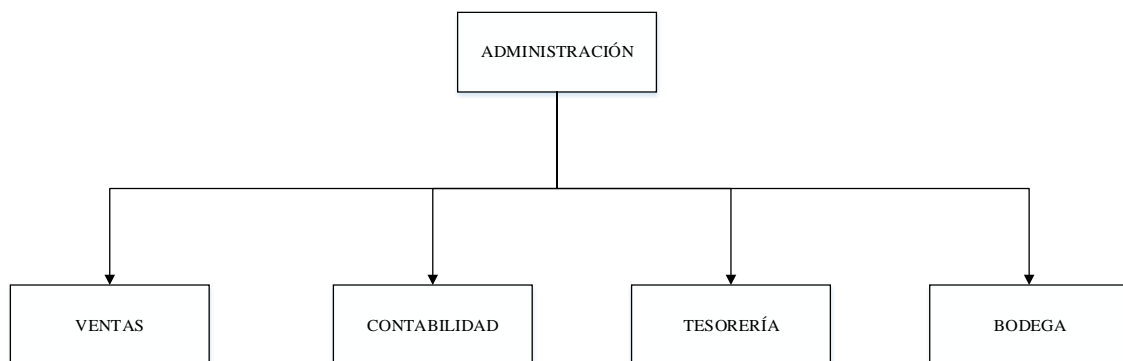 ADMINISTRACIÓN
VENTAS
CONTABILIDAD
TESORERÍA
BODEGA